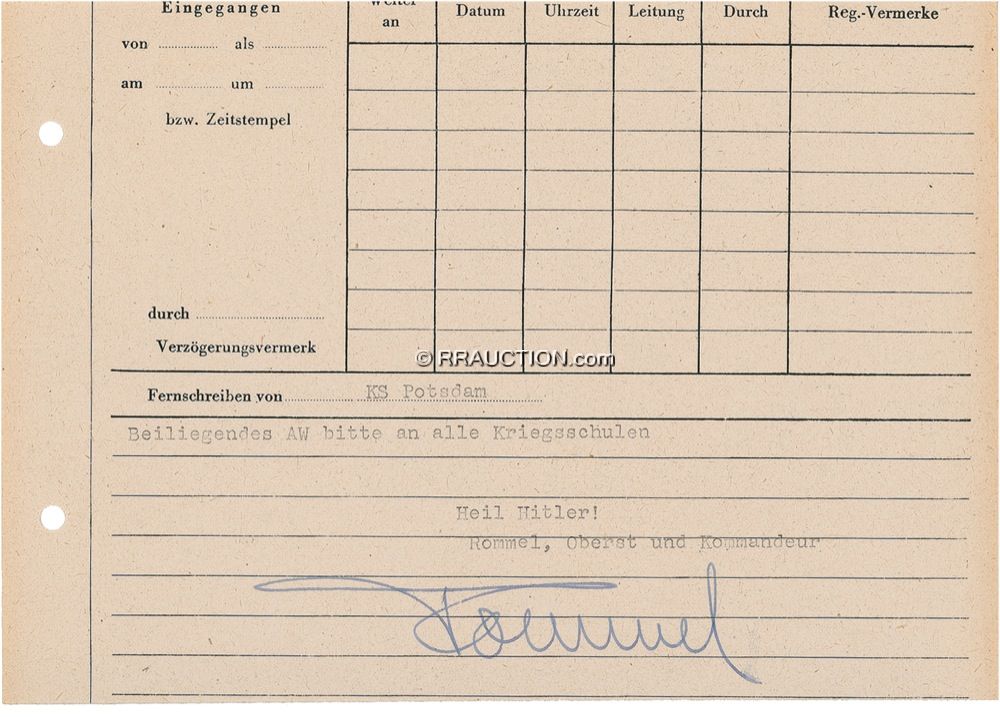 Eingegangen
von als
am um
bzw. Zeitstempel
durch
Verzögerungsvermerk
Weiter an
Datum
Uhrzeit
Leitung
Durch
Reg.-Vermerke
© RRAUCTION.com
Fernschreiben von KS Potsdam
Beiliegendes AW bitte an alle Kriegsschulen
Heil Hitler!
Rommel, Oberst und Kommandeur
Rommel